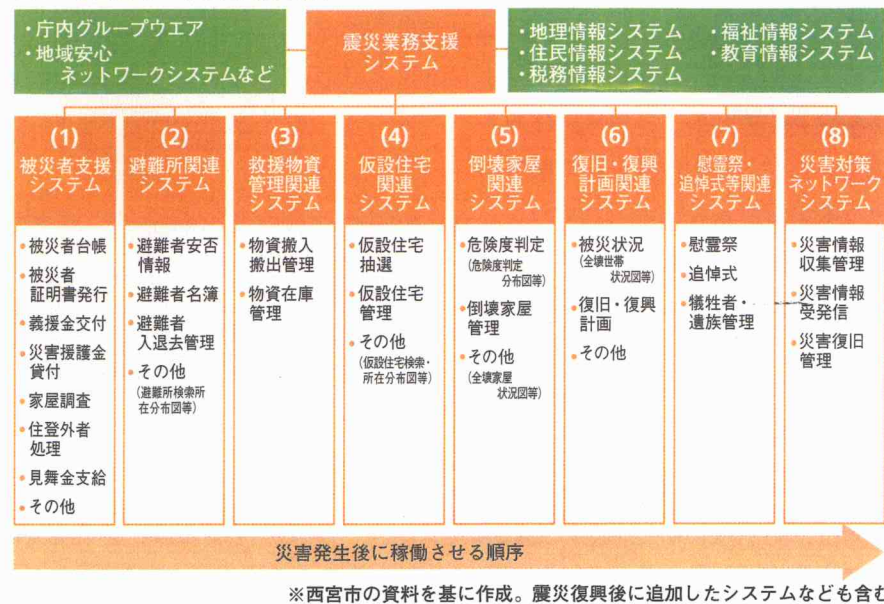 ・庁内グループウエア
・地域安心
ネットワークシステムなど
震災業務支援
システム
・地理情報システム
・住民情報システム
・税務情報システム
・福祉情報システム
・教育情報システム
(1)
被災者支援
システム
・被災者台帳
・被災者
証明書発行
・義援金交付
・災害援護金
貸付
・家屋調査
・住登外者
処理
・見舞金支給
・その他
(2)
避難所関連
システム
・避難者安否
情報
・避難者名簿
・避難者
入退去管理
・その他
(避難所検索所
在分布図等)
(3)
救援物資
管理関連
システム
・物資搬入
搬出管理
・物資在庫
管理
(4)
仮設住宅
関連
システム
・仮設住宅
抽選
・仮設住宅
管理
・その他
(仮設住宅検索・
所在分布図等)
(5)
倒壊家屋
関連
システム
・危険度判定
(危険度判定
分布図等)
・倒壊家屋
管理
・その他
(全壊家屋
状況図等)
(6)
復旧・復興
計画関連
システム
・被災状況
(全壊世帯
状況図等)
・復旧・復興
計画
・その他
(7)
慰霊祭・
追悼式等関連
システム
・慰霊祭
・追悼式
・犠牲者・
遺族管理
(8)
災害対策
ネットワーク
システム
・災害情報
収集管理
・災害情報
受発信
・災害復旧
管理
災害発生後に稼働させる順序
※西宮市の資料を基に作成。震災復興後に追加したシステムなども含む